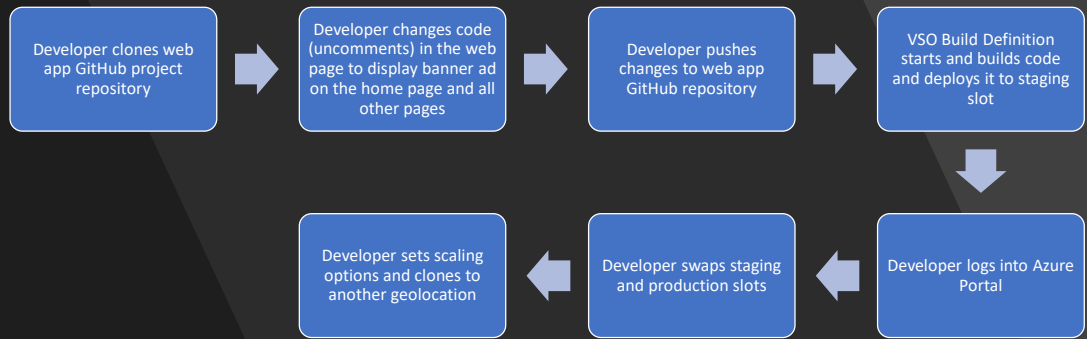 Developer clones web
app GitHub project
repository
Developer changes code
(uncomments) in the web
page to display banner ad
on the home page and all
other pages
Developer pushes
changes to web app
GitHub repository
VSO Build Definition
starts and builds code
and deploys it to staging
slot
Developer logs into Azure
Portal
Developer swaps staging
and production slots
Developer sets scaling
options and clones to
another geolocation